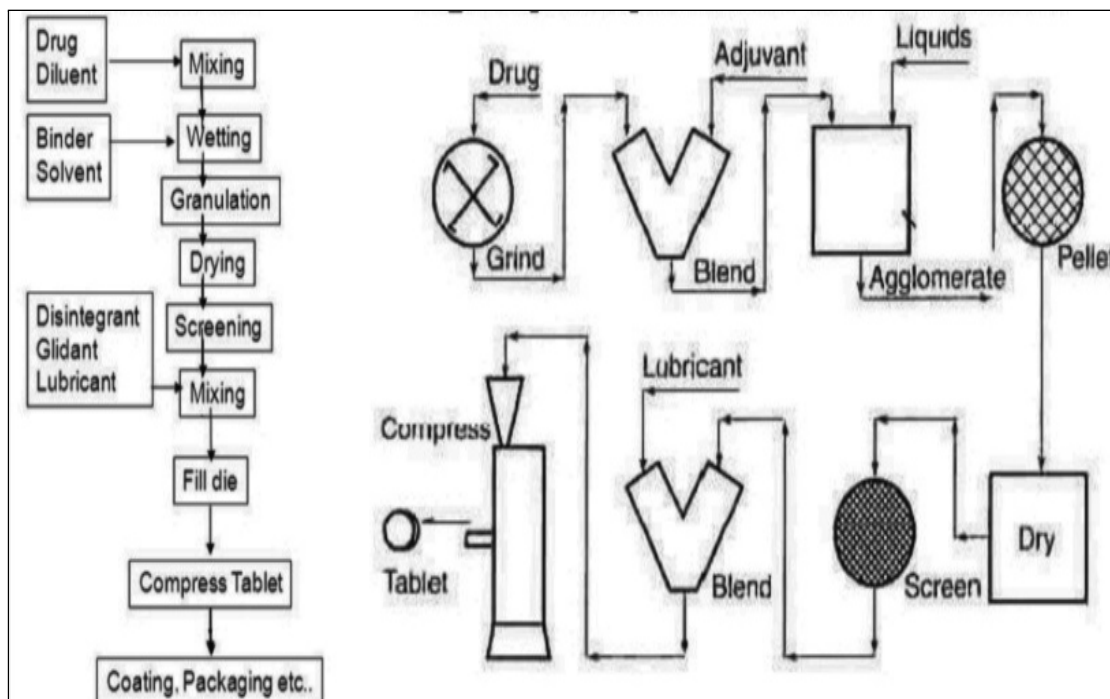 Drug
Diluent
Mixing
Binder
Solvent
Wetting
Granulation
Drying
Disintegrant
Glidant
Lubricant
Screening
Mixing
Fill die
Compress Tablet
Coating, Packaging etc..
Drug
Adjuvant
Liquids
Grind
Blend
Agglomerate
Pellet
Lubricant
Compress
Tablet
Blend
Screen
Dry